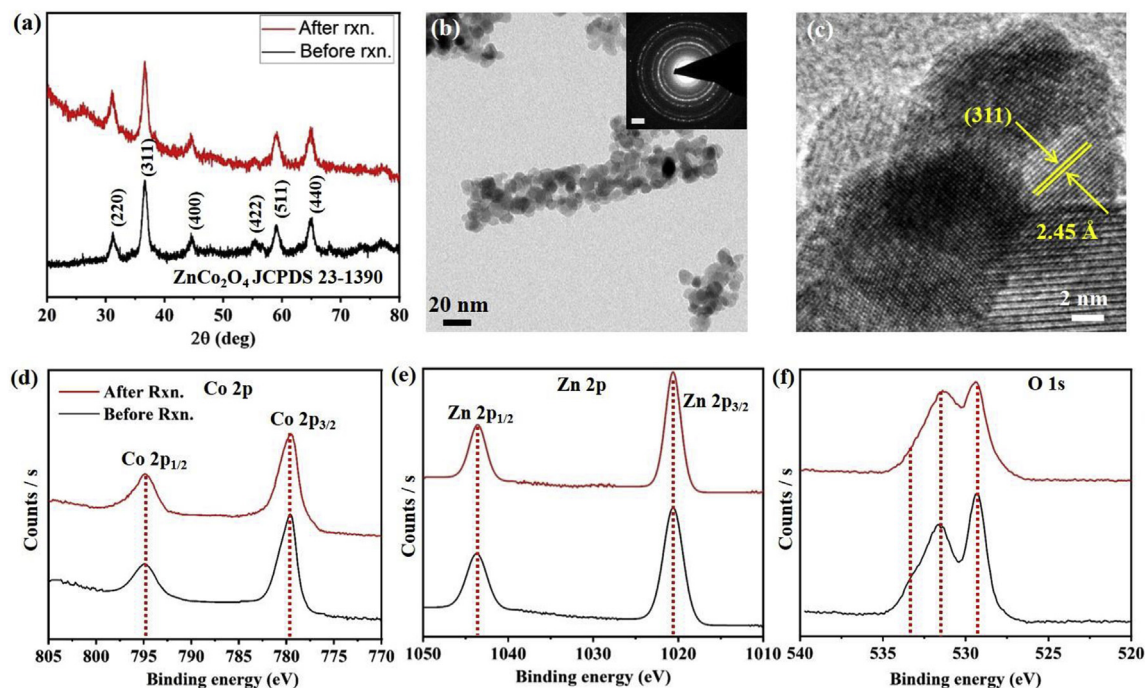 (a)
After rxn.
Before rxn.
(220)
(311)
(400)
(422)
(511)
(440)
ZnCo₂O₄ JCPDS 23-1390
20 30 40 50 60 70 80
2θ (deg)
(b)
20 nm
(c)
(311)
2.45 Å
2 nm
(d)
After Rxn.
Before Rxn.
Co 2p
Co 2p₁/₂
Co 2p₃/₂
Counts / s
805 800 795 790 785 780 775 770
Binding energy (eV)
(e)
Zn 2p
Zn 2p₁/₂
Zn 2p₃/₂
Counts / s
1050 1040 1030 1020 1010
Binding energy (eV)
(f)
O 1s
Counts / s
540 535 530 525 520
Binding energy (eV)